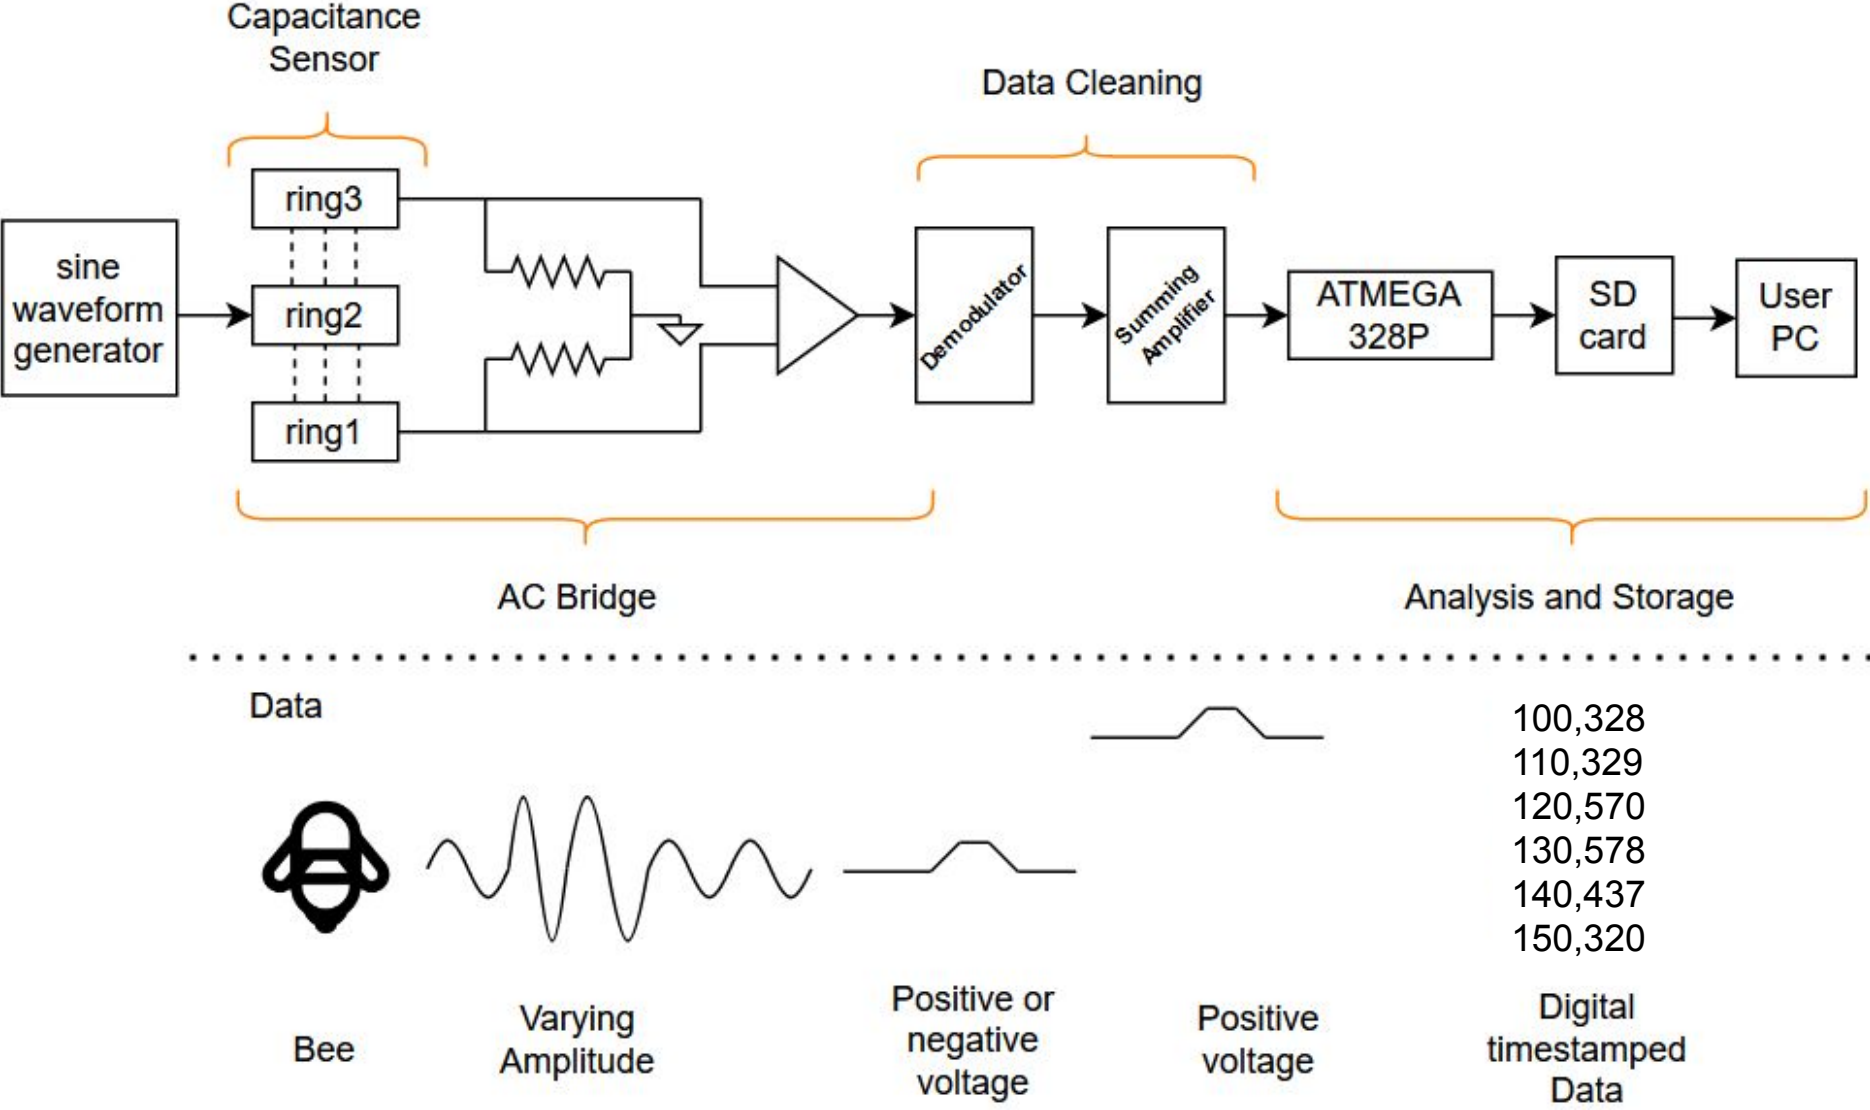 Capacitance
Sensor
Data Cleaning
sine
waveform
generator
ring3
ring2
ring1
Demodulator
Summing
Amplifier
ATMEGA
328P
SD
card
User
PC
AC Bridge
Analysis and Storage
Data
100,328
110,329
120,570
130,578
140,437
150,320
Bee
Varying
Amplitude
Positive or
negative
voltage
Positive
voltage
Digital
timestamped
Data